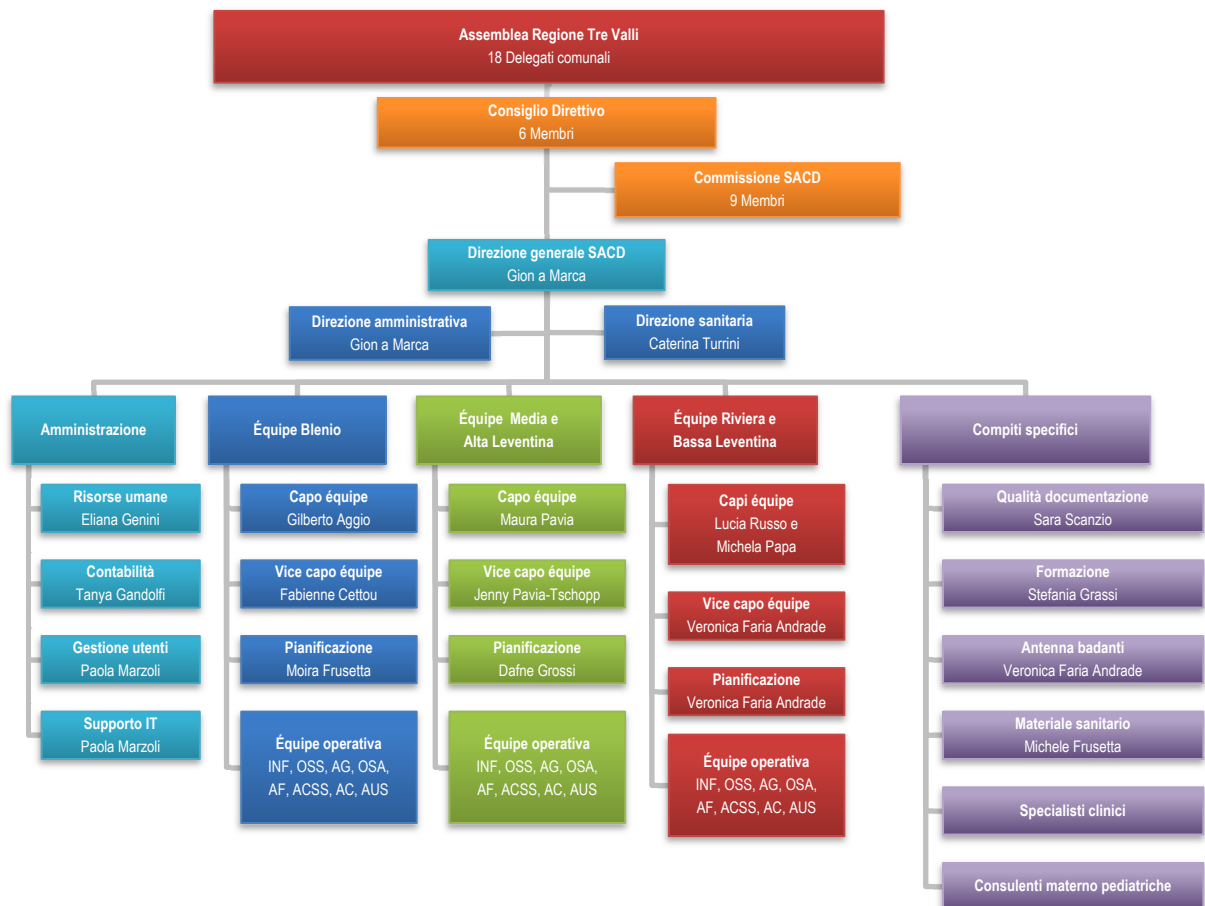 Assemblea Regione Tre Valli
18 Delegati comunali
Consiglio Direttivo
6 Membri
Commissione SACD
9 Membri
Direzione generale SACD
Gion a Marca
Direzione amministrativa
Gion a Marca
Direzione sanitaria
Caterina Turrini
Amministrazione
Risorse umane
Eliana Genini
Contabilità
Tanya Gandolfi
Gestione utenti
Paola Marzoli
Supporto IT
Paola Marzoli
Équipe Blenio
Capo équipe
Gilberto Aggio
Vice capo équipe
Fabienne Cettou
Pianificazione
Moira Frusetta
Équipe operativa
INF, OSS, AG, OSA,
AF, ACSS, AC, AUS
Équipe Media e
Alta Leventina
Capo équipe
Maura Pavia
Vice capo équipe
Jenny Pavia-Tschopp
Pianificazione
Dafne Grossi
Équipe operativa
INF, OSS, AG, OSA,
AF, ACSS, AC, AUS
Équipe Riviera e
Bassa Leventina
Capi équipe
Lucia Russo e
Michela Papa
Vice capo équipe
Veronica Faria Andrade
Pianificazione
Veronica Faria Andrade
Équipe operativa
INF, OSS, AG, OSA,
AF, ACSS, AC, AUS
Compiti specifici
Qualità documentazione
Sara Scanzio
Formazione
Stefania Grassi
Antenna badanti
Veronica Faria Andrade
Materiale sanitario
Michele Frusetta
Specialisti clinici
Consulenti materno pediatriche